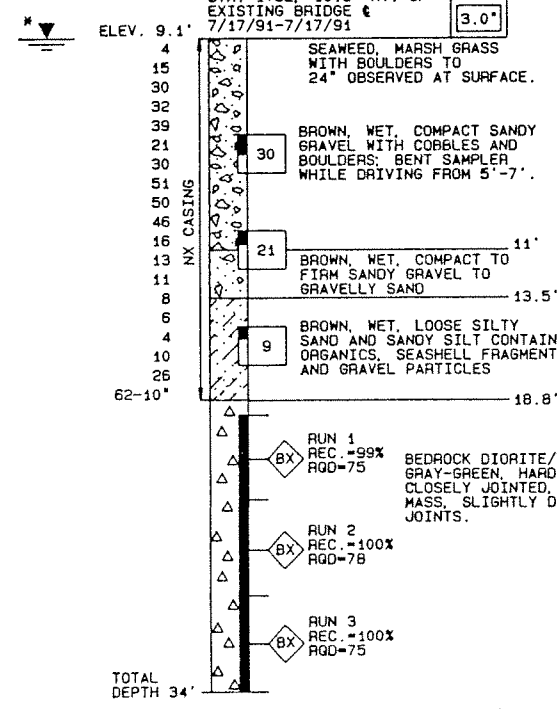 EXISTING BRIDGE ℄
3.0"
*
ELEV. 9.1'
7/17/91-7/17/91
4
SEAWEED, MARSH GRASS
15
WITH BOULDERS TO
24" OBSERVED AT SURFACE.
30
32
39
21
BROWN, WET, COMPACT SANDY
30
GRAVEL WITH COBBLES AND
30
BOULDERS; BENT SAMPLER
WHILE DRIVING FROM 5'-7'.
51
50
46
16
NX CASING
21
11'
13
BROWN, WET, COMPACT TO
11
FIRM SANDY GRAVEL TO
GRAVELLY SAND
8
13.5'
6
4
9
BROWN, WET, LOOSE SILTY
SAND AND SANDY SILT CONTAIN
10
ORGANICS, SEASHELL FRAGMENT
26
AND GRAVEL PARTICLES
62-10"
18.8'
BX
RUN 1
REC.=99%
RQD=75
BEDROCK DIORITE/
GRAY-GREEN, HARD
CLOSELY JOINTED,
MASS, SLIGHTLY D
JOINTS.
BX
RUN 2
REC.=100%
RQD=78
BX
RUN 3
REC.=100%
RQD=75
TOTAL
DEPTH 34'